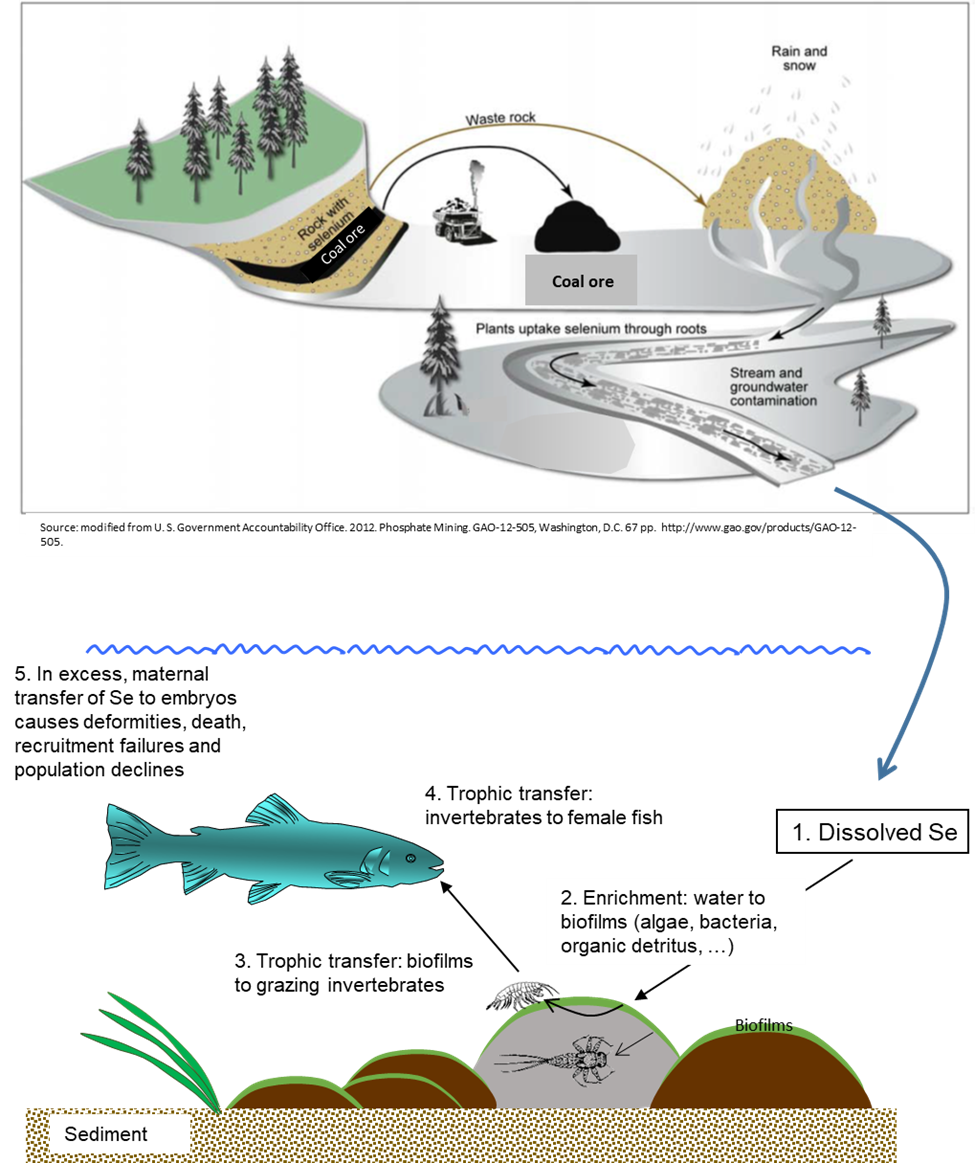 Rain and
snow
Waste rock
Rock with
selenium
Coal ore
Coal ore
Plants uptake selenium through roots
Stream and
groundwater
contamination
Source: modified from U. S. Government Accountability Office. 2012. Phosphate Mining. GAO-12-505, Washington, D.C. 67 pp.  http://www.gao.gov/products/GAO-12-
505.
5. In excess, maternal
transfer of Se to embryos
causes deformities, death,
recruitment failures and
population declines
4. Trophic transfer:
invertebrates to female fish
1. Dissolved Se
2. Enrichment: water to
biofilms (algae, bacteria,
organic detritus, …)
3. Trophic transfer: biofilms
to grazing invertebrates
Biofilms
Sediment